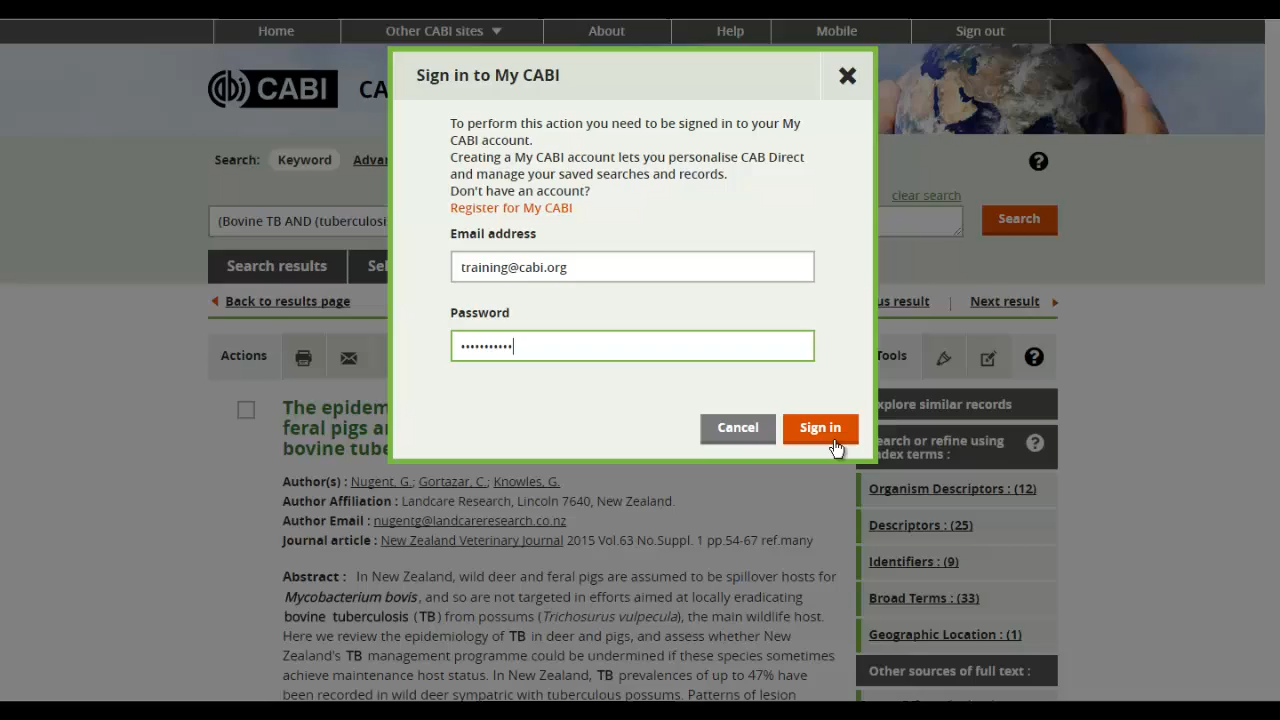 Home Other CABI sites About Help Mobile Sign out
CABI CA
Sign in to My CABI
To perform this action you need to be signed in to your My
CABI account.
Creating a My CABI account lets you personalise CAB Direct
and manage your saved searches and records.
Don't have an account?
Register for My CABI
Email address
training@cabi.org
Password
•••••••••••
Cancel Sign in
Search: Keyword
clear search
(Bovine TB AND
Search
Search results
Back to results page
Next result
Actions
Tools
The
feral pigs
bovine
Author(s) : Nugent, G.; Gortazar, C.; Knowles, G.
Author Affiliation : Landcare Research, Lincoln 7640, New Zealand.
Author Email : nugentg@landcareresearch.co.nz
Journal article : New Zealand Veterinary Journal 2015 Vol.63 No.Suppl. 1 pp.54-67 ref.many
Abstract : In New Zealand, wild deer and feral pigs are assumed to be spillover hosts for
Mycobacterium bovis, and so are not targeted in efforts aimed at locally eradicating
bovine tuberculosis (TB) from possums (Trichosurus vulpecula), the main wildlife host.
Here we review the epidemiology of TB in deer and pigs, and assess whether New
Zealand's TB management programme could be undermined if these species sometimes
achieve maintenance host status. In New Zealand, TB prevalences of up to 47% have
been recorded in wild deer sympatric with tuberculous possums. Patterns of lesion
xplore similar records
earch or refine using
ndex terms :
Organism Descriptors : (12)
Descriptors : (25)
Identifiers : (9)
Broad Terms : (33)
Geographic Location : (1)
Other sources of full text :